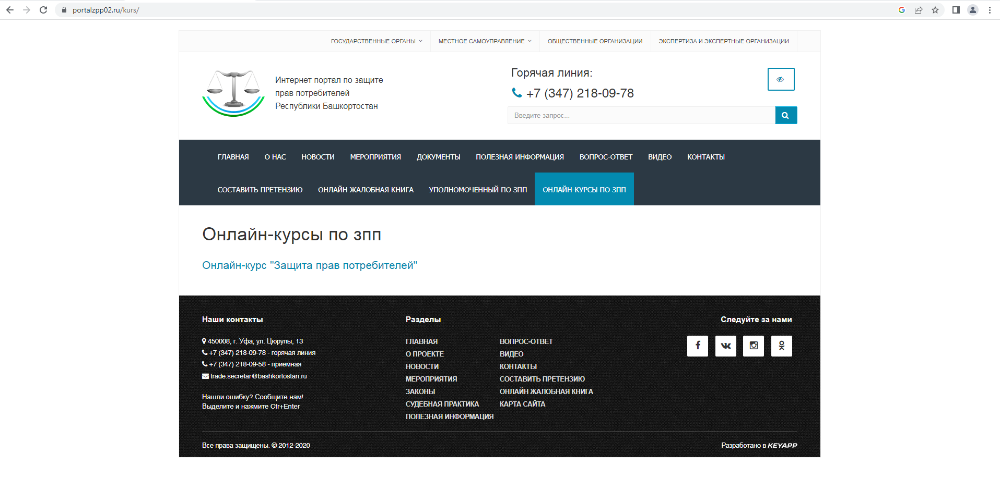 portalzpp02.ru/kurs/
ГОСУДАРСТВЕННЫЕ ОРГАНЫ МЕСТНОЕ САМОУПРАВЛЕНИЕ ОБЩЕСТВЕННЫЕ ОРГАНИЗАЦИИ ЭКСПЕРТИЗА И ЭКСПЕРТНЫЕ ОРГАНИЗАЦИИ
Интернет портал по защите
прав потребителей
Республики Башкортостан
Горячая линия:
+7 (347) 218-09-78
Введите запрос...
ГЛАВНАЯ О НАС НОВОСТИ МЕРОПРИЯТИЯ ДОКУМЕНТЫ ПОЛЕЗНАЯ ИНФОРМАЦИЯ ВОПРОС-ОТВЕТ ВИДЕО КОНТАКТЫ
СОСТАВИТЬ ПРЕТЕНЗИЮ ОНЛАЙН ЖАЛОБНАЯ КНИГА УПОЛНОМОЧЕННЫЙ ПО ЗПП ОНЛАЙН-КУРСЫ ПО ЗПП
Онлайн-курсы по зпп
Онлайн-курс "Защита прав потребителей"
Наши контакты
450008, г. Уфа, ул. Цюрупы, 13
+7 (347) 218-09-78 - горячая линия
+7 (347) 218-09-58 - приемная
trade.secretar@bashkortostan.ru
Нашли ошибку? Сообщите нам!
Выделите и нажмите Ctr+Enter
Разделы
ГЛАВНАЯ
О ПРОЕКТЕ
НОВОСТИ
МЕРОПРИЯТИЯ
ЗАКОНЫ
СУДЕБНАЯ ПРАКТИКА
ПОЛЕЗНАЯ ИНФОРМАЦИЯ
ВОПРОС-ОТВЕТ
ВИДЕО
КОНТАКТЫ
СОСТАВИТЬ ПРЕТЕНЗИЮ
ОНЛАЙН ЖАЛОБНАЯ КНИГА
КАРТА САЙТА
Следуйте за нами
Все права защищены. © 2012-2020
Разработано в KEYAPP